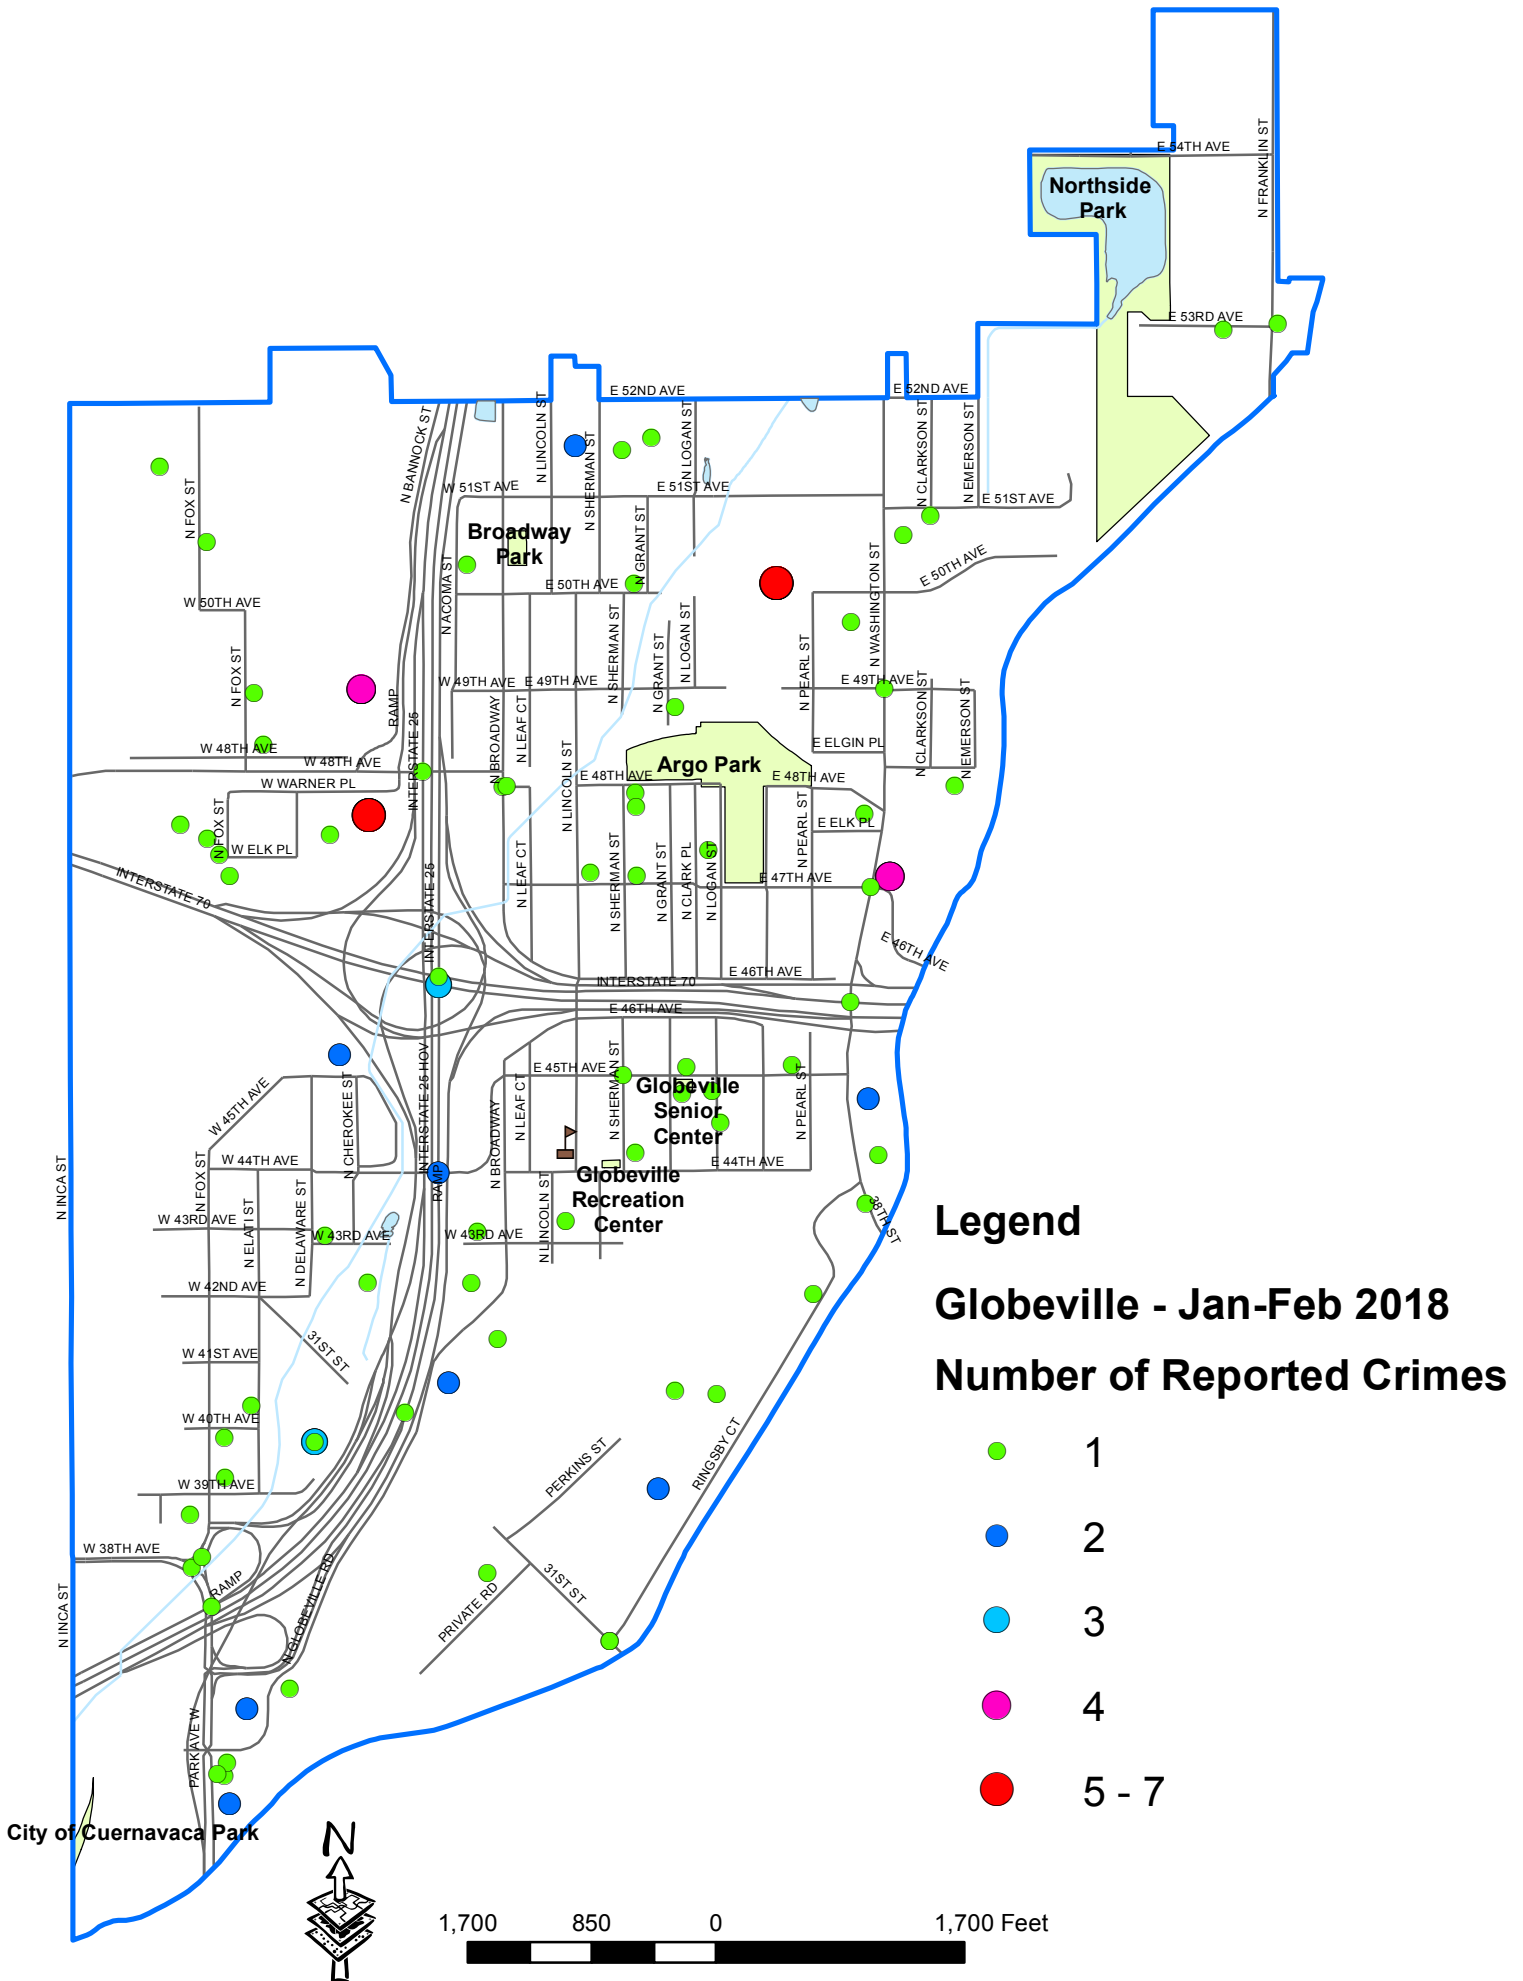 E 54TH AVE
N FRANKLIN ST
Northside
Park
E 53RD AVE
E 52ND AVE
E 52ND AVE
N BANNOCK ST
N LINCOLN ST
N SHERMAN ST
N LOGAN ST
N CLARKSON ST
N EMERSON ST
N FOX ST
W 51ST AVE
E 51ST AVE
E 51ST AVE
Broadway
Park
N GRANT ST
N ACOMA ST
E 50TH AVE
N WASHINGTON ST
E 50TH AVE
W 50TH AVE
N FOX ST
N SHERMAN ST
N GRANT ST
N LOGAN ST
N PEARL ST
RAMP
W 49TH AVE
E 49TH AVE
E 49TH AVE
N CLARKSON ST
N EMERSON ST
INTERSTATE 25
N BROADWAY
N LEAF CT
N LINCOLN ST
E ELGIN PL
W 48TH AVE
W 48TH AVE
Argo Park
E 48TH AVE
E 48TH AVE
W WARNER PL
N FOX ST
W ELK PL
E ELK PL
N PEARL ST
N LEAF CT
N SHERMAN ST
N GRANT ST
N CLARK PL
N LOGAN ST
E 47TH AVE
INTERSTATE 70
INTERSTATE 25
E 46TH AVE
E 46TH AVE
INTERSTATE 70
E 46TH AVE
W 45TH AVE
N CHEROKEE ST
INTERSTATE 25 HOV
E 45TH AVE
N LEAF CT
N SHERMAN ST
Globeville
Senior
Center
N PEARL ST
N BROADWAY
N INCA ST
N FOX ST
W 44TH AVE
RAMP
E 44TH AVE
Globeville
Recreation
Center
N ELATI ST
N DELAWARE ST
W 43RD AVE
W 43RD AVE
W 43RD AVE
N LINCOLN ST
38TH ST
W 42ND AVE
31ST ST
W 41ST AVE
W 40TH AVE
W 39TH AVE
PERKINS ST
RINGSBY CT
W 38TH AVE
RAMP
N INCA ST
N GLOBEVILLE RD
PRIVATE RD
31ST ST
PARK AVE W
City of Cuernavaca Park
Legend
Globeville - Jan-Feb 2018
Number of Reported Crimes
1
2
3
4
5 - 7
N
1,700 850 0 1,700 Feet